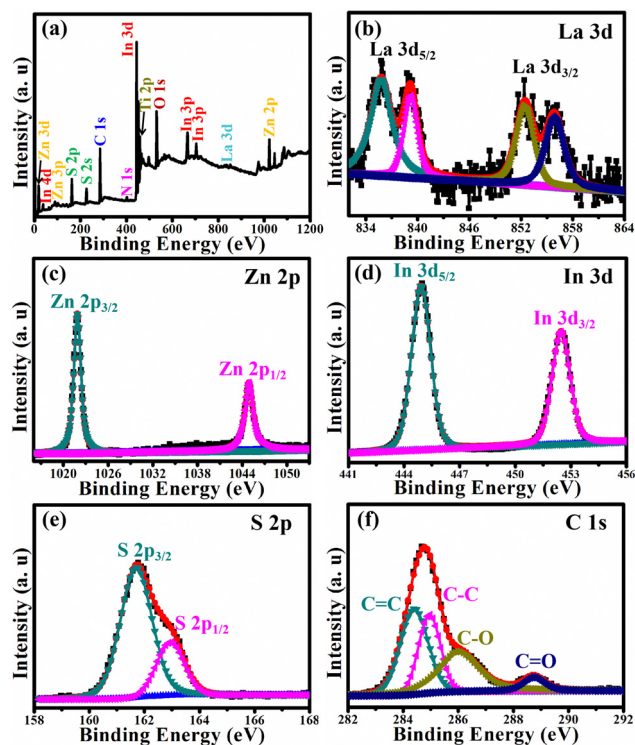 (a)
Intensity (a. u)
Zn 3d
In 4d
Zn 3p
S 2p
S 2s
C 1s
N 1s
In 3d
Ti 2p
O 1s
In 3p
In 3p
La 3d
Zn 2p
0 200 400 600 800 1000 1200
Binding Energy (eV)
(b) La 3d
Intensity (a. u)
La 3d5/2
La 3d3/2
834 840 846 852 858 864
Binding Energy (eV)
(c) Zn 2p
Intensity (a. u)
Zn 2p3/2
Zn 2p1/2
1020 1026 1032 1038 1044 1050
Binding Energy (eV)
(d) In 3d
Intensity (a. u)
In 3d5/2
In 3d3/2
441 444 447 450 453 456
Binding Energy (eV)
(e) S 2p
Intensity (a. u)
S 2p3/2
S 2p1/2
158 160 162 164 166 168
Binding Energy (eV)
(f) C 1s
Intensity (a. u)
C=C
C-C
C-O
C=O
282 284 286 288 290 292
Binding Energy (eV)